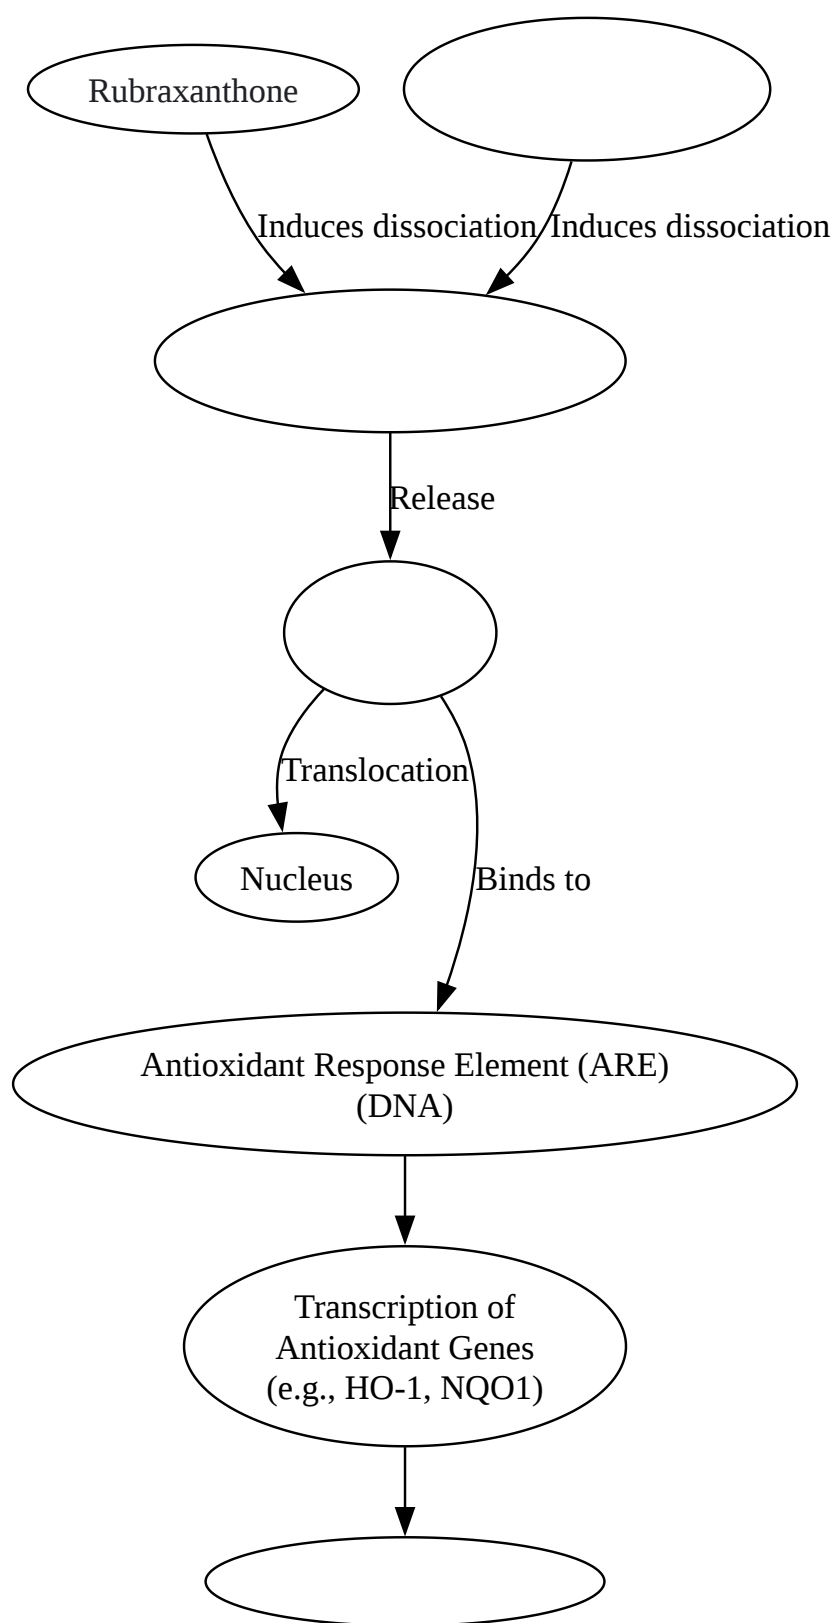 Rubraxanthone
Induces dissociation
Induces dissociation
Release
Translocation
Nucleus
Binds to
Antioxidant Response Element (ARE)
(DNA)
Transcription of
Antioxidant Genes
(e.g., HO-1, NQO1)